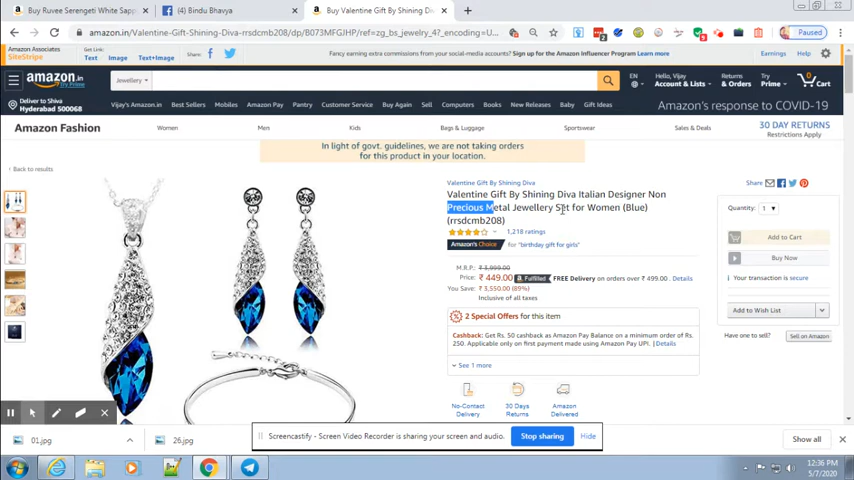 Buy Ruvee Serengeti White Sapp
(4) Bindu Bhavya
Buy Valentine Gift By Shining Di
amazon.in/Valentine-Gift-Shining-Diva-rrsdcmb208/dp/B073MFGJHP/ref=zg_bs_jewelry_4?_encoding=U...
Paused
Amazon Associates
SiteStripe
Get Link:
Text
Image
Text+Image
Share:
Fancy earning extra commissions from your social-media accounts? Sign up for the Amazon Influencer Program Learn more
Earnings
Help
amazon.in
Try Prime
Jewellery
EN
Hello, Vijay
Account & Lists
Returns
& Orders
Try
Prime
0
Cart
Deliver to Shiva
Hyderabad 500068
Vijay's Amazon.in
Best Sellers
Mobiles
Amazon Pay
Pantry
Customer Service
Buy Again
Sell
Computers
Books
New Releases
Baby
Gift Ideas
Amazon's response to COVID-19
Amazon Fashion
Women
Men
Kids
Bags & Luggage
Sportswear
Sales & Deals
30 DAY RETURNS
Restrictions Apply
In light of govt. guidelines, we are not taking orders
for this product in your location.
‹ Back to results
Valentine Gift By Shining Diva
Valentine Gift By Shining Diva Italian Designer Non
Precious Metal Jewellery Set for Women (Blue)
(rrsdcmb208)
1,218 ratings
Amazon's Choice for "birthday gift for girls"
M.R.P.: ₹ 3,999.00
Price: ₹ 449.00 Fulfilled FREE Delivery on orders over ₹ 499.00. Details
You Save: ₹ 3,550.00 (89%)
Inclusive of all taxes
2 Special Offers for this item
Cashback: Get Rs. 50 cashback as Amazon Pay Balance on a minimum order of Rs.
250. Applicable only on first payment made using Amazon Pay UPI. Details
See 1 more
No-Contact
Delivery
30 Days
Returns
Amazon
Delivered
Share
Quantity: 1
Add to Cart
Buy Now
Your transaction is secure
Add to Wish List
Have one to sell?
Sell on Amazon
01.jpg
26.jpg
Screencastify - Screen Video Recorder is sharing your screen and audio.
Stop sharing
Hide
Show all
12:36 PM
5/7/2020